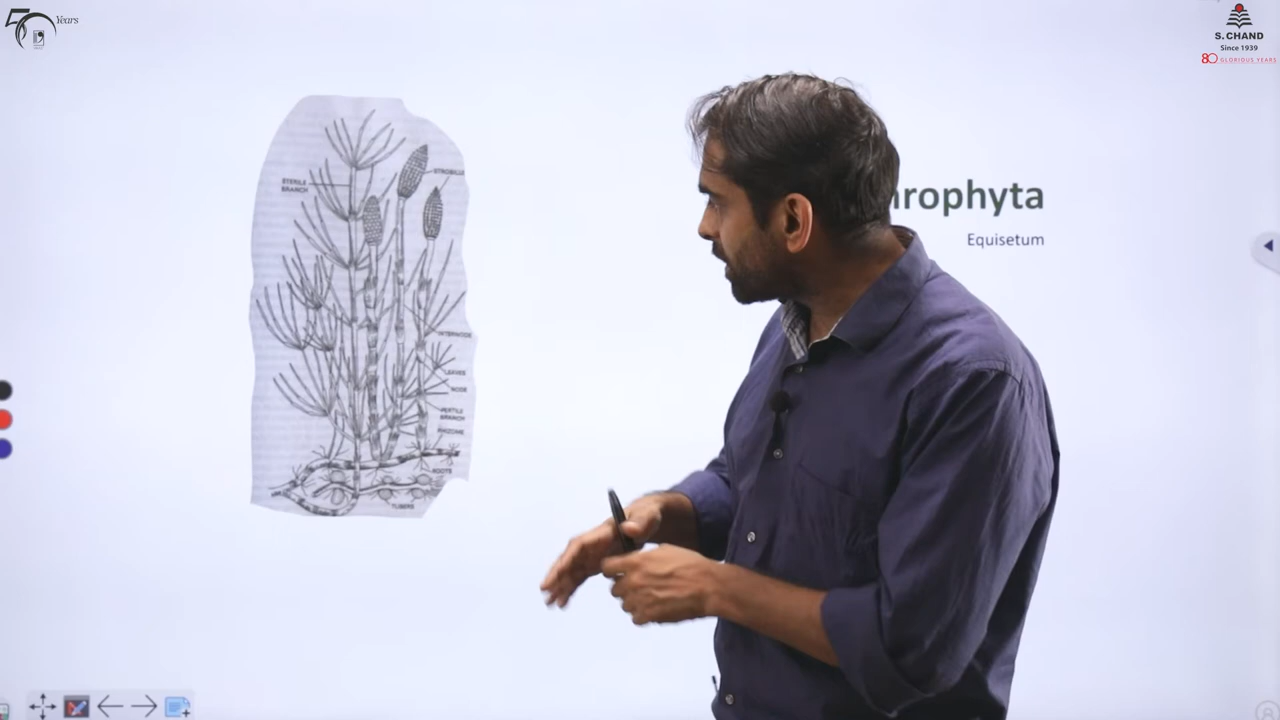 50 Years
S. CHAND
Since 1939
80 GLORIOUS YEARS
hrophyta
Equisetum
STERILE
BRANCH
STROBILUS
INTERNODE
LEAVES
NODE
FERTILE
BRANCH
RHIZOME
ROOTS
TUBERS